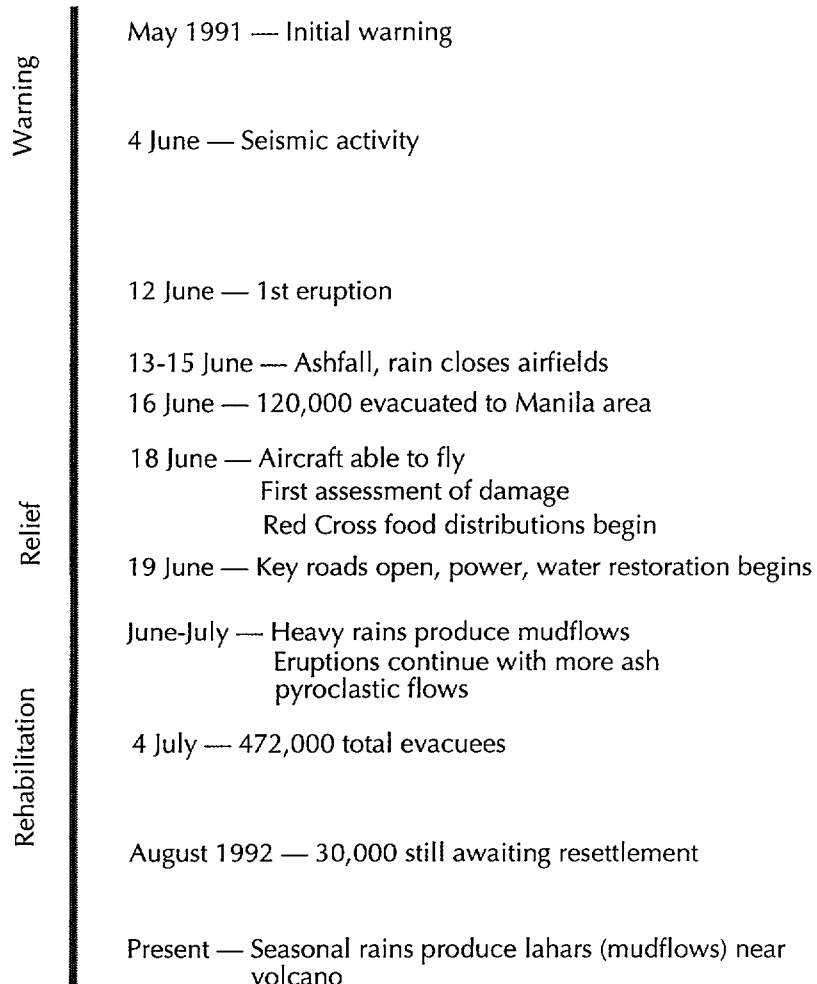 Warning
May 1991 — Initial warning
4 June — Seismic activity
12 June — 1st eruption
13-15 June — Ashfall, rain closes airfields
16 June — 120,000 evacuated to Manila area
18 June — Aircraft able to fly
First assessment of damage
Red Cross food distributions begin
Relief
19 June — Key roads open, power, water restoration begins
June-July — Heavy rains produce mudflows
Eruptions continue with more ash
pyroclastic flows
Rehabilitation
4 July — 472,000 total evacuees
August 1992 — 30,000 still awaiting resettlement
Present — Seasonal rains produce lahars (mudflows) near
volcano